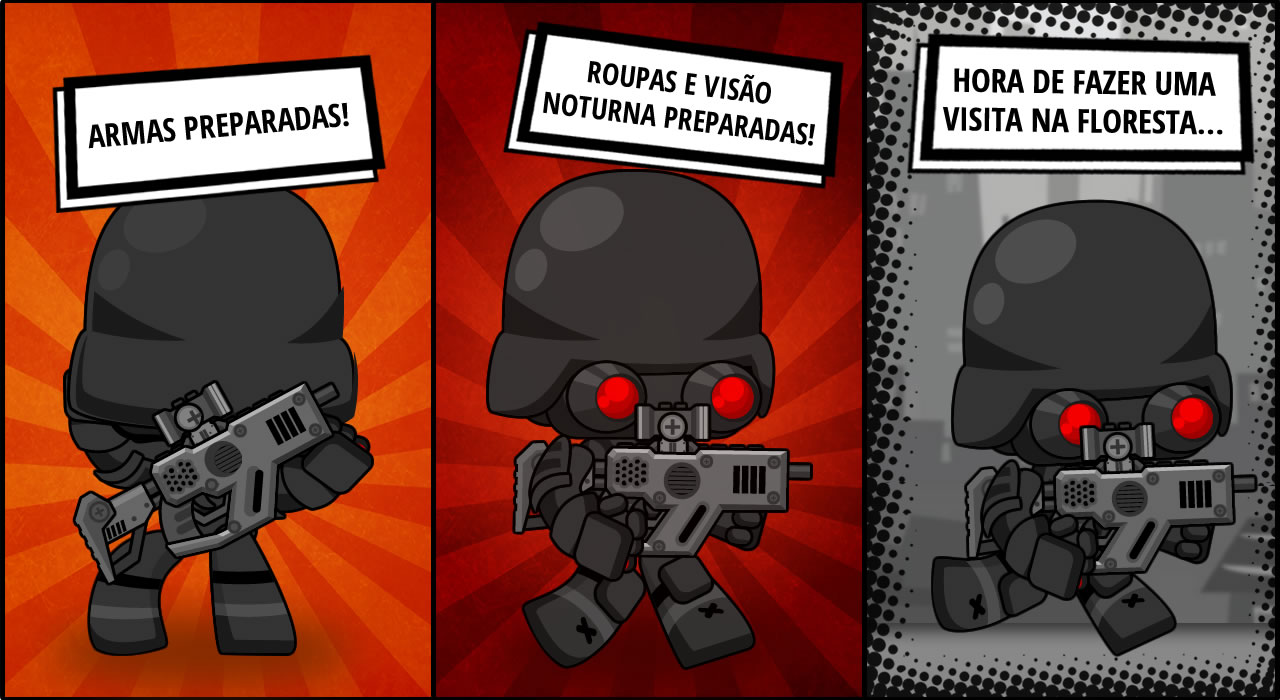 ARMAS PREPARADAS!
ROUPAS E VISÃO
NOTURNA PREPARADAS!
HORA DE FAZER UMA
VISITA NA FLORESTA...